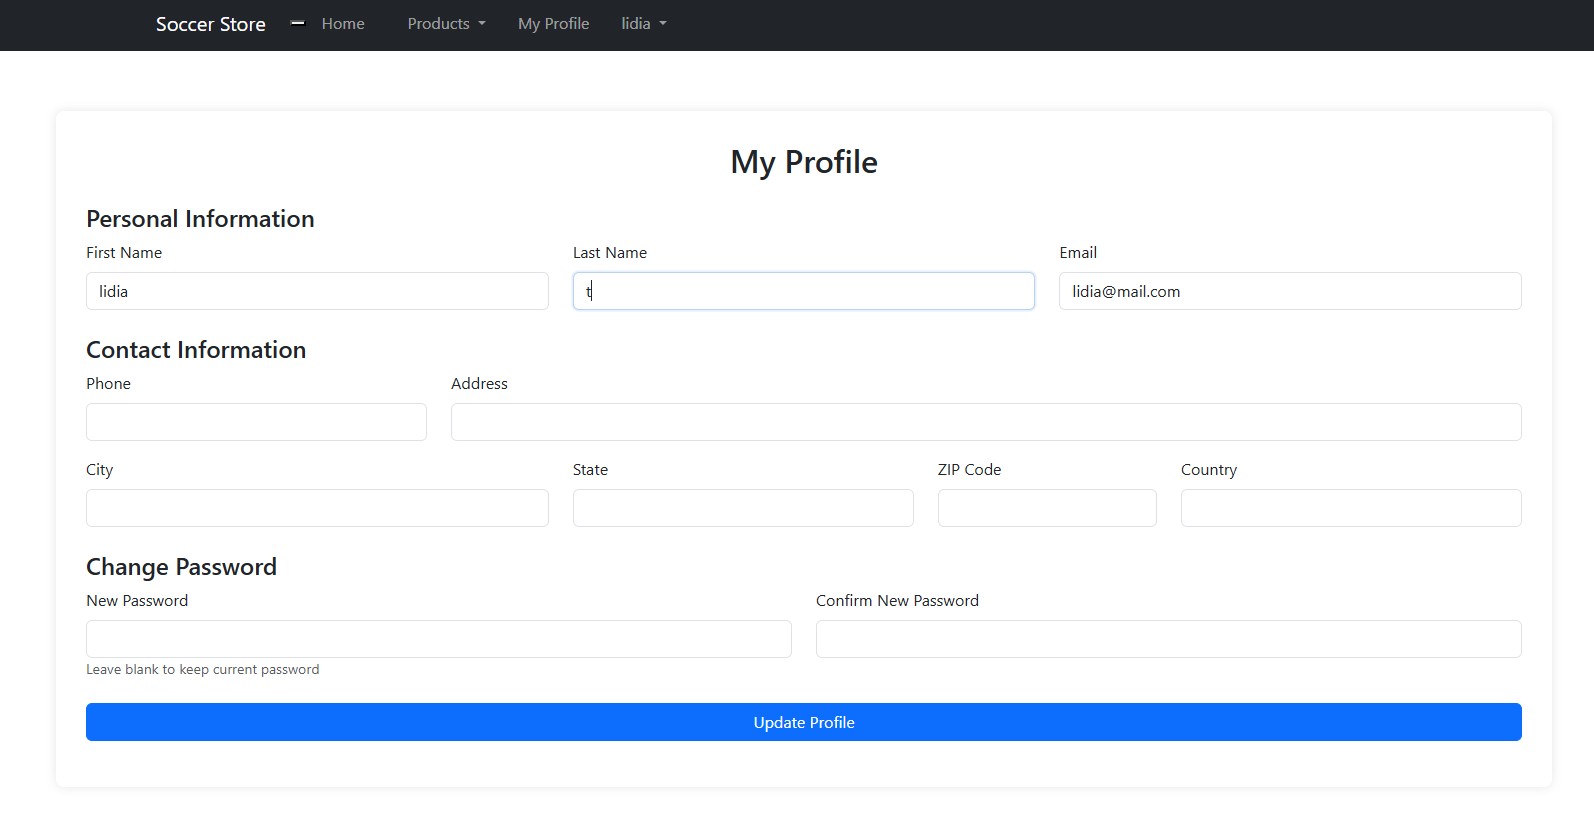 Soccer Store Home Products My Profile lidia
My Profile
Personal Information
First Name Last Name Email
lidia t lidia@mail.com
Contact Information
Phone Address
City State ZIP Code Country
Change Password
New Password Confirm New Password
Leave blank to keep current password
Update Profile